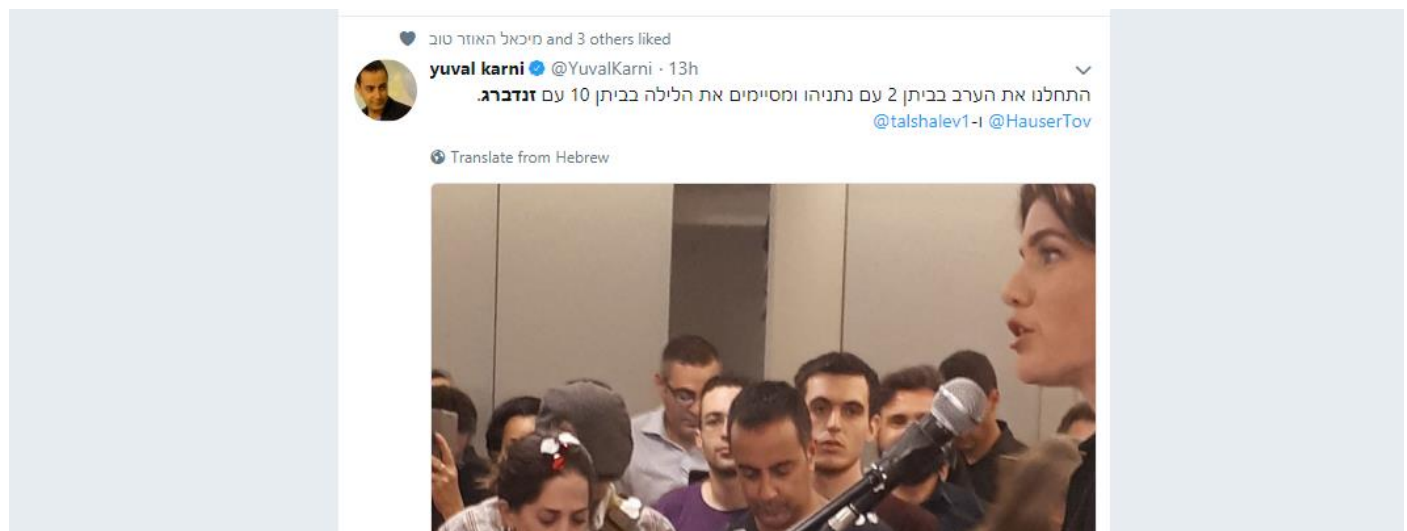 מיכאל האוזר טוב and 3 others liked
yuval karni @YuvalKarni · 13h
התחלנו את הערב בביתן 2 עם נתניהו ומסיימים את הלילה בביתן 10 עם זנדברג.
@HauserTov ו-@talshalev1
Translate from Hebrew